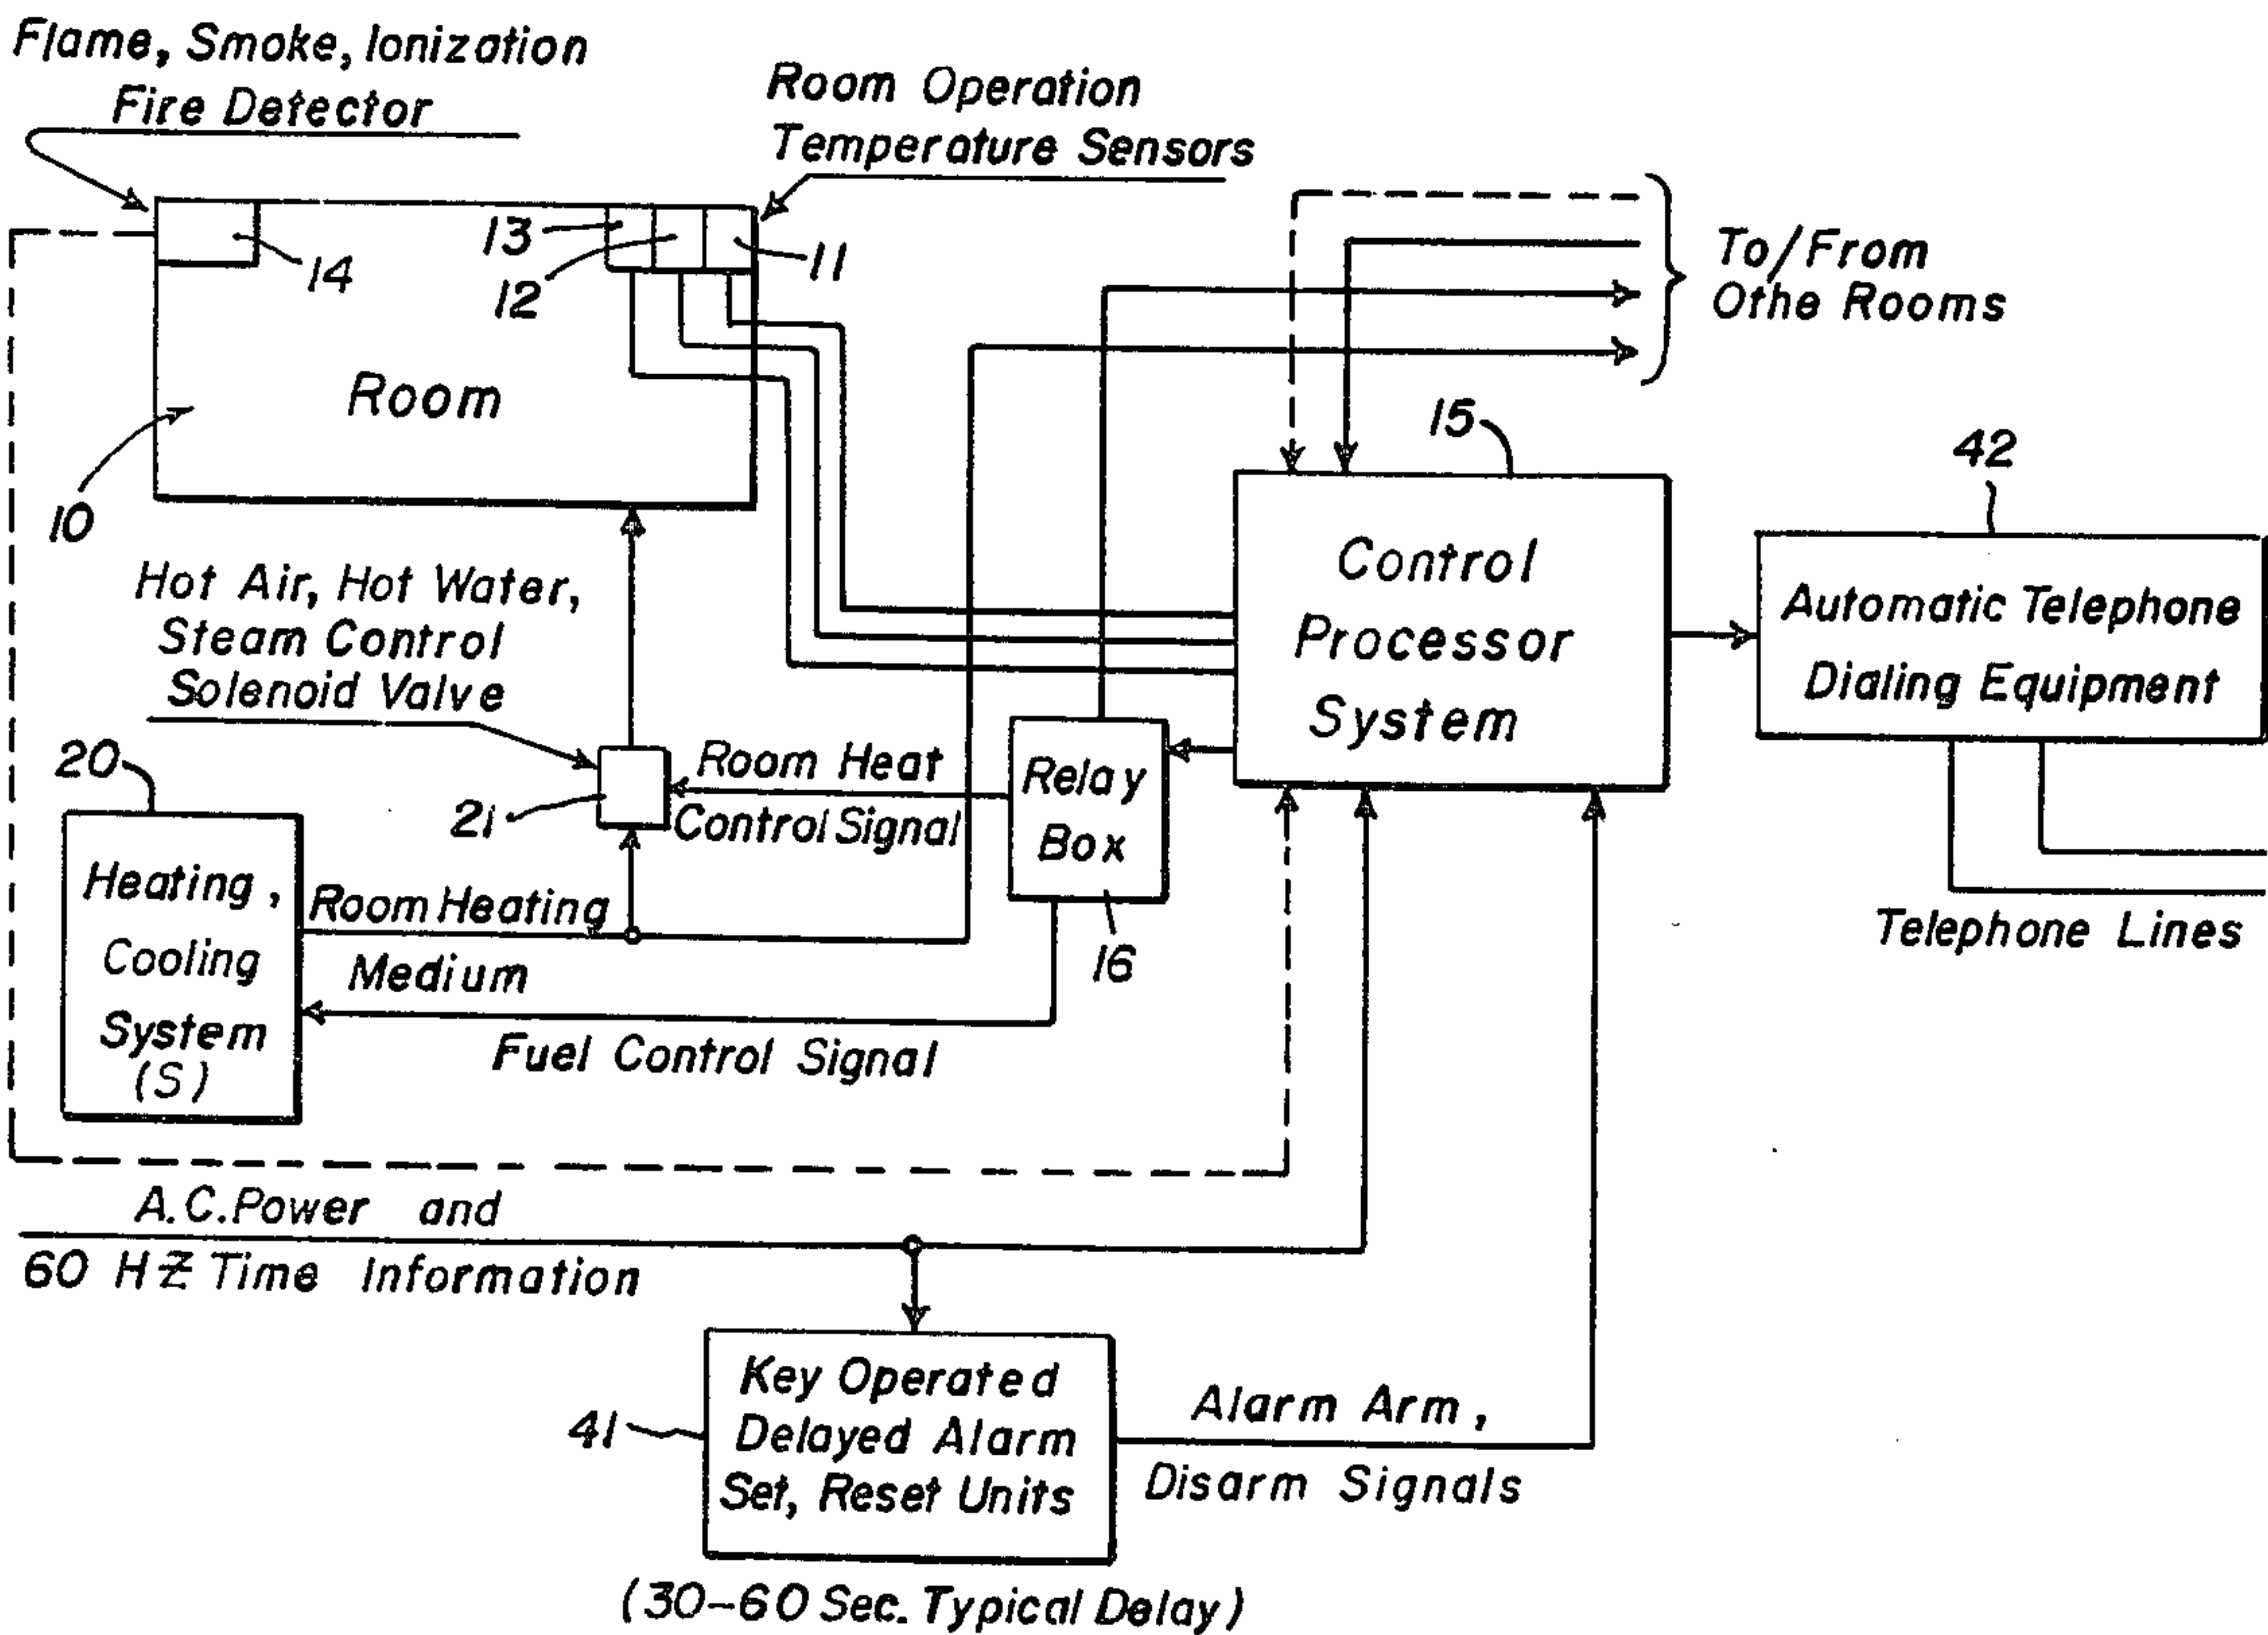 Flame, Smoke, Ionization
Fire Detector
Room Operation
Temperature Sensors
13
12
11
14
To/From
Othe Rooms
Room
10
15
42
Control
Processor
System
Automatic Telephone
Dialing Equipment
Hot Air, Hot Water,
Steam Control
Solenoid Valve
20
21
Room Heat
Control Signal
Relay
Box
16
Telephone Lines
Heating,
Cooling
System
(S)
Room Heating
Medium
Fuel Control Signal
A.C. Power and
60 HZ Time Information
41
Key Operated
Delayed Alarm
Set, Reset Units
Alarm Arm,
Disarm Signals
(30-60 Sec. Typical Delay)